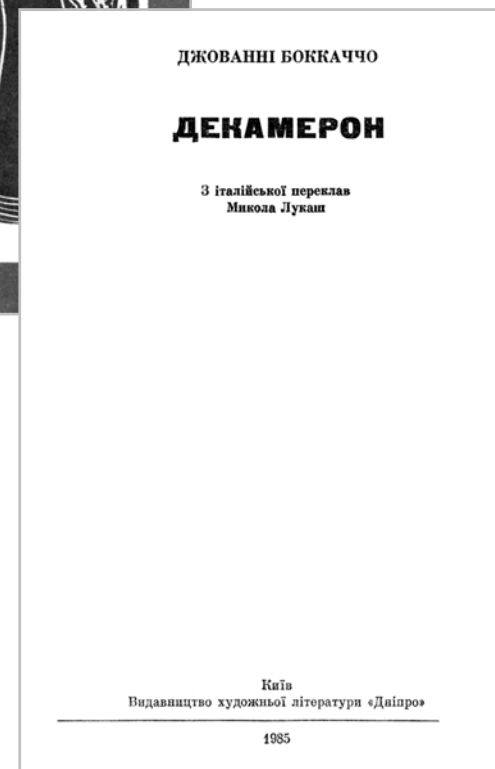 ДЖОВАННІ БОККАЧЧО
ДЕКАМЕРОН
З італійської переклав
Микола Лукаш
Київ
Видавництво художньої літератури «Дніпро»
1985